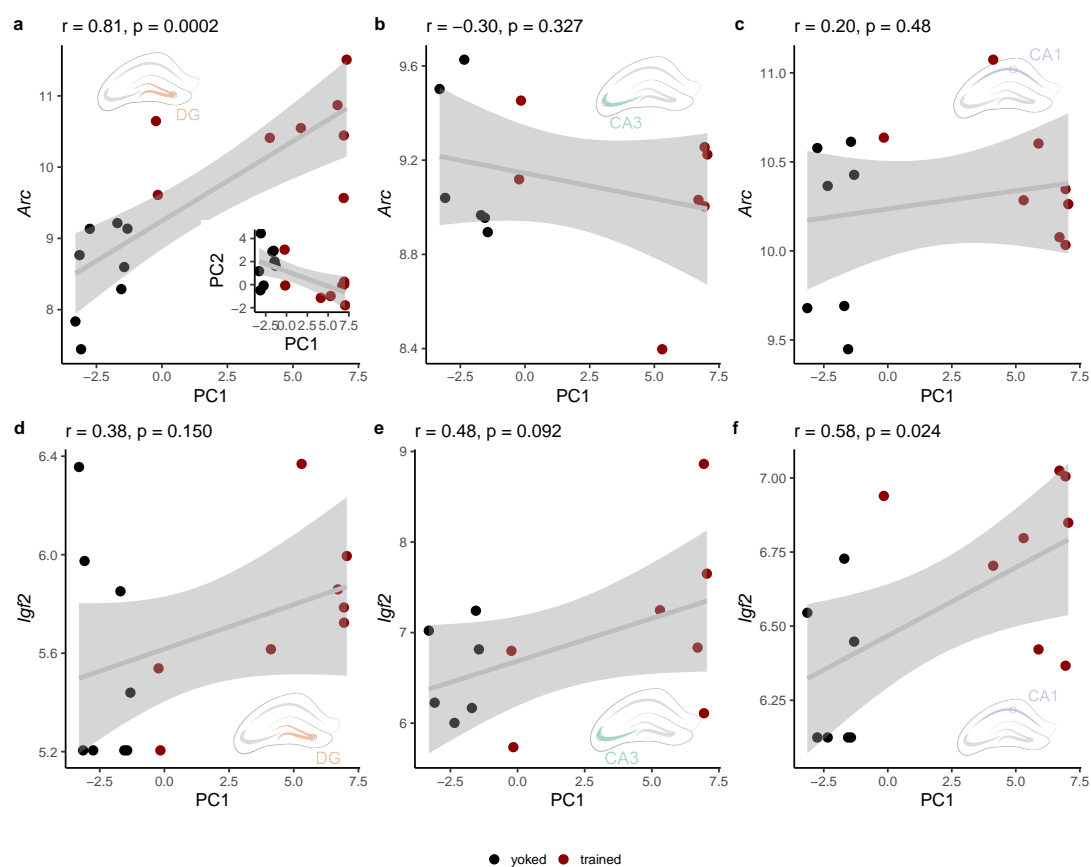 a
r = 0.81, p = 0.0002
Arc
11
10
9
8
DG
PC2
4
2
0
−2
−2.5 0.0 2.5 5.0 7.5
PC1
−2.5 0.0 2.5 5.0 7.5
PC1
b
r = −0.30, p = 0.327
Arc
9.6
9.2
8.8
8.4
CA3
−2.5 0.0 2.5 5.0 7.5
PC1
c
r = 0.20, p = 0.48
Arc
11.0
10.5
10.0
9.5
CA1
−2.5 0.0 2.5 5.0 7.5
PC1
d
r = 0.38, p = 0.150
Igf2
6.4
6.0
5.6
5.2
DG
−2.5 0.0 2.5 5.0 7.5
PC1
e
r = 0.48, p = 0.092
Igf2
9
8
7
6
CA3
−2.5 0.0 2.5 5.0 7.5
PC1
f
r = 0.58, p = 0.024
Igf2
7.00
6.75
6.50
6.25
CA1
−2.5 0.0 2.5 5.0 7.5
PC1
yoked trained